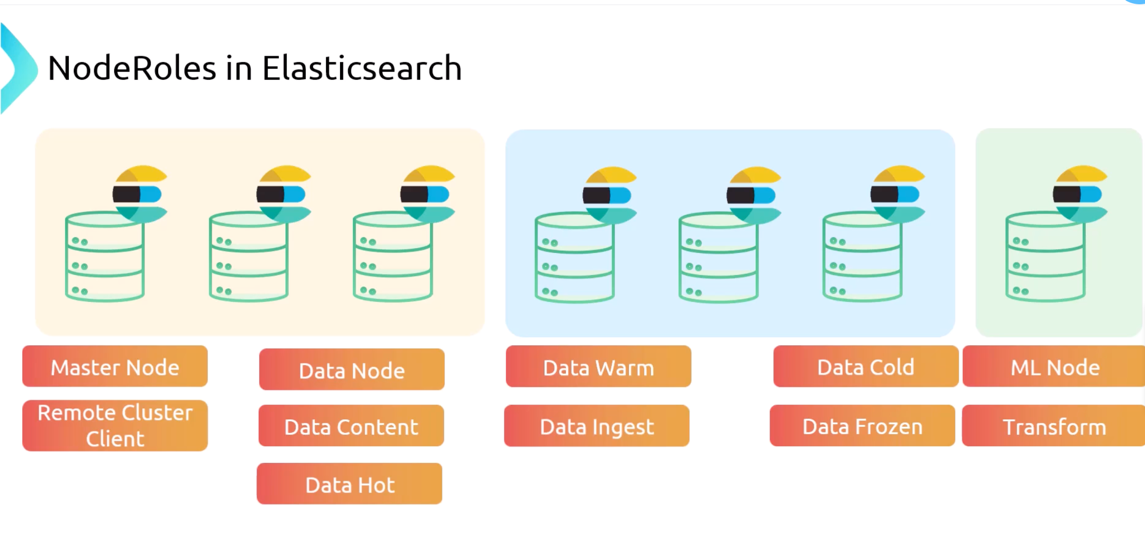 NodeRoles in Elasticsearch
Master Node
Remote Cluster
Client
Data Node
Data Content
Data Hot
Data Warm
Data Ingest
Data Cold
Data Frozen
ML Node
Transform